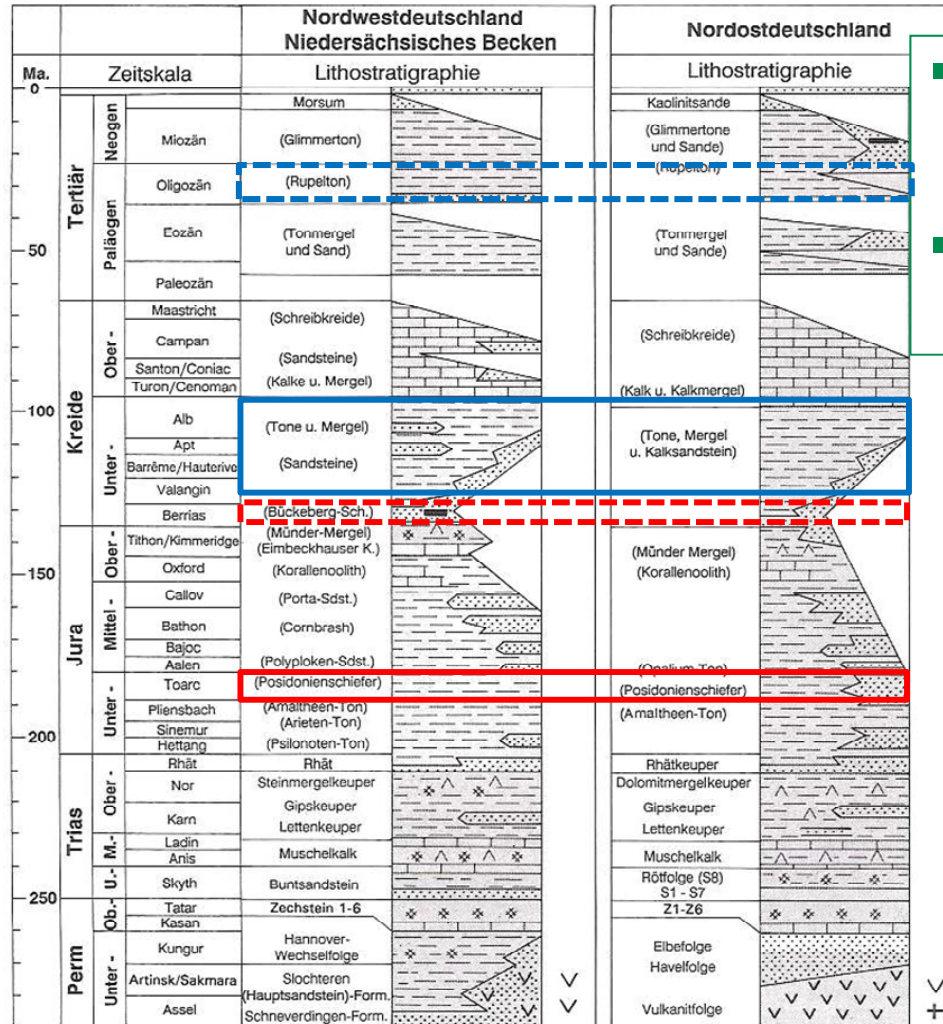 Nordwestdeutschland
Niedersächsisches Becken
Nordostdeutschland
Ma.
Zeitskala
Lithostratigraphie
Lithostratigraphie
0
50
100
150
200
250
Tertiär
Neogen
Paläogen
Miozän
Oligozän
Eozän
Paleozän
Kreide
Ober -
Unter -
Maastricht
Campan
Santon/Coniac
Turon/Cenoman
Alb
Apt
Barrême/Hauterive
Valangin
Berrias
Jura
Ober -
Mittel -
Unter -
Tithon/Kimmeridge
Oxford
Callov
Bathon
Bajoc
Aalen
Toarc
Pliensbach
Sinemur
Hettang
Trias
Ober -
M.-
U.-
Rhät
Nor
Karn
Ladin
Anis
Skyth
Perm
Ob.-
Unter -
Tatar
Kasan
Kungur
Artinsk/Sakmara
Assel
Morsum
(Glimmerton)
(Rupelton)
(Tonmergel
und Sand)
(Schreibkreide)
(Sandsteine)
(Kalke u. Mergel)
(Tone u. Mergel)
(Sandsteine)
(Bückeberg-Sch.)
(Münder-Mergel)
(Eimbeckhauser K.)
(Korallenoolith)
(Porta-Sdst.)
(Cornbrash)
(Polyploken-Sdst.)
(Posidonienschiefer)
(Amaltheen-Ton)
(Arieten-Ton)
(Psilonoten-Ton)
Rhät
Steinmergelkeuper
Gipskeuper
Lettenkeuper
Muschelkalk
Buntsandstein
Zechstein 1-6
Hannover-
Wechselfolge
Slochteren
(Hauptsandstein)-Form.
Schneverdingen-Form.
Kaolinitsande
(Glimmertone
und Sande)
(Rupelton)
(Tonmergel
und Sande)
(Schreibkreide)
(Kalk u. Kalkmergel)
(Tone, Mergel
u. Kalksandstein)
(Münder Mergel)
(Korallenoolith)
(Opalium-Ton)
(Posidonienschiefer)
(Amaltheen-Ton)
Rhätkeuper
Dolomitmergelkeuper
Gipskeuper
Lettenkeuper
Muschelkalk
Rötfolge (S8)
S1 - S7
Z1-Z6
Elbefolge
Havelfolge
Vulkanitfolge